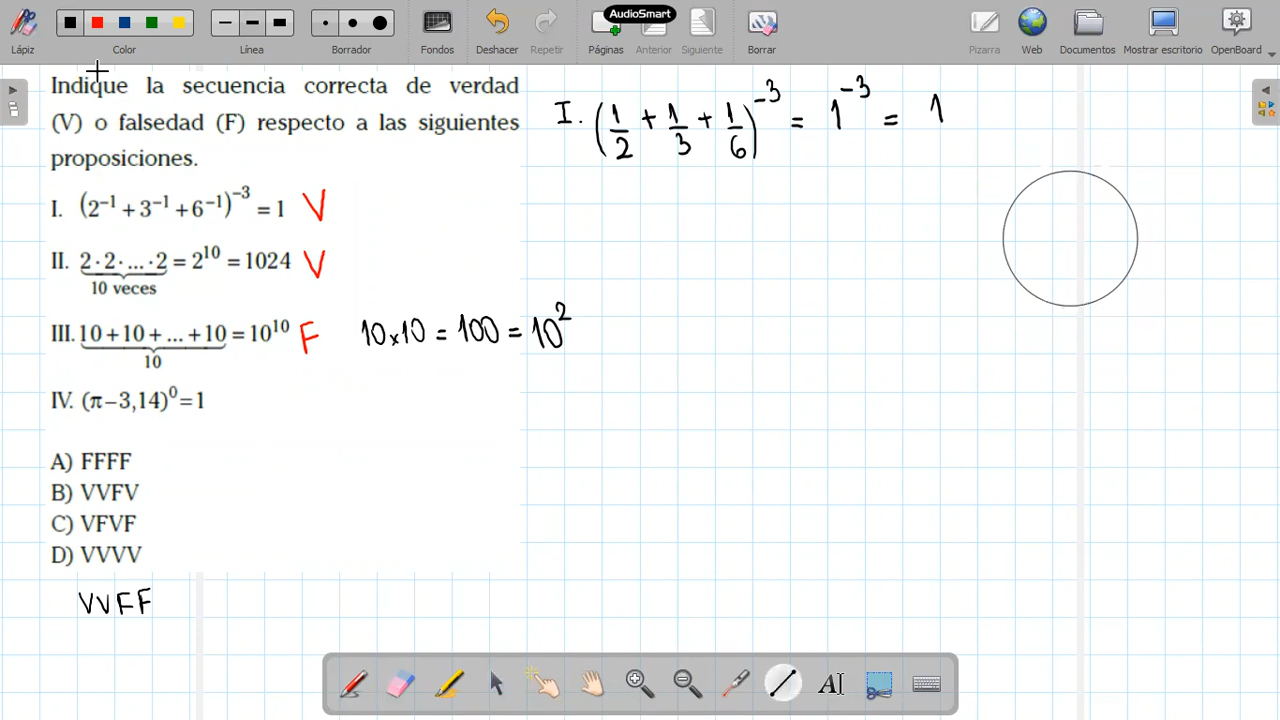 AudioSmart
Lápiz Color Línea Borrador Fondos Deshacer Repetir Páginas Anterior Siguiente Borrar Pizarra Web Documentos Mostrar escritorio OpenBoard
Indique la secuencia correcta de verdad
(V) o falsedad (F) respecto a las siguientes
proposiciones.
I. (2⁻¹ + 3⁻¹ + 6⁻¹)⁻³ = 1 V
II. 2 · 2 · ... · 2 = 2¹⁰ = 1024 V
10 veces
III. 10 + 10 + ... + 10 = 10¹⁰ F
10
IV. (π – 3,14)⁰ = 1
A) FFFF
B) VVFV
C) VFVF
D) VVVV
VVFF
I. (1/2 + 1/3 + 1/6)⁻³ = 1⁻³ = 1
10×10 = 100 = 10²
AI